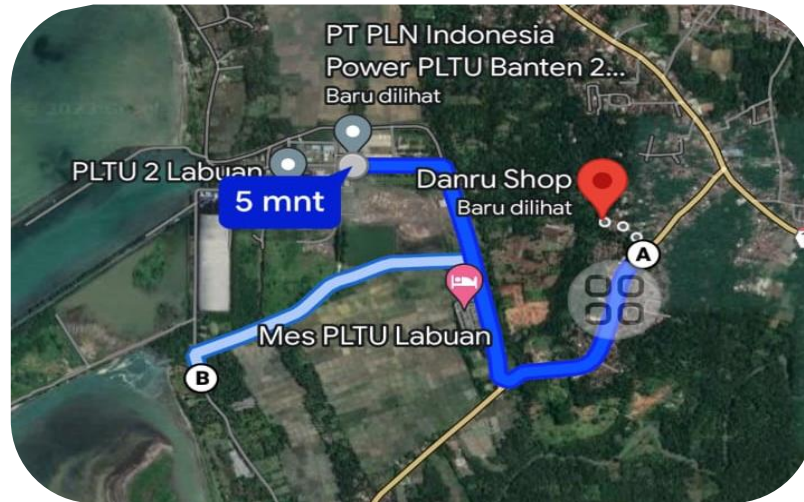 PT PLN Indonesia
Power PLTU Banten 2...
Baru dilihat
PLTU 2 Labuan
5 mnt
Danru Shop
Baru dilihat
A
Mes PLTU Labuan
B